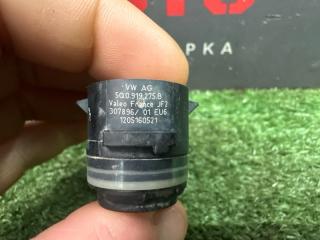 РКА
VW AG
5Q0.919.275.B
Valeo France JF2
307896/ 01 EU6
1205160521